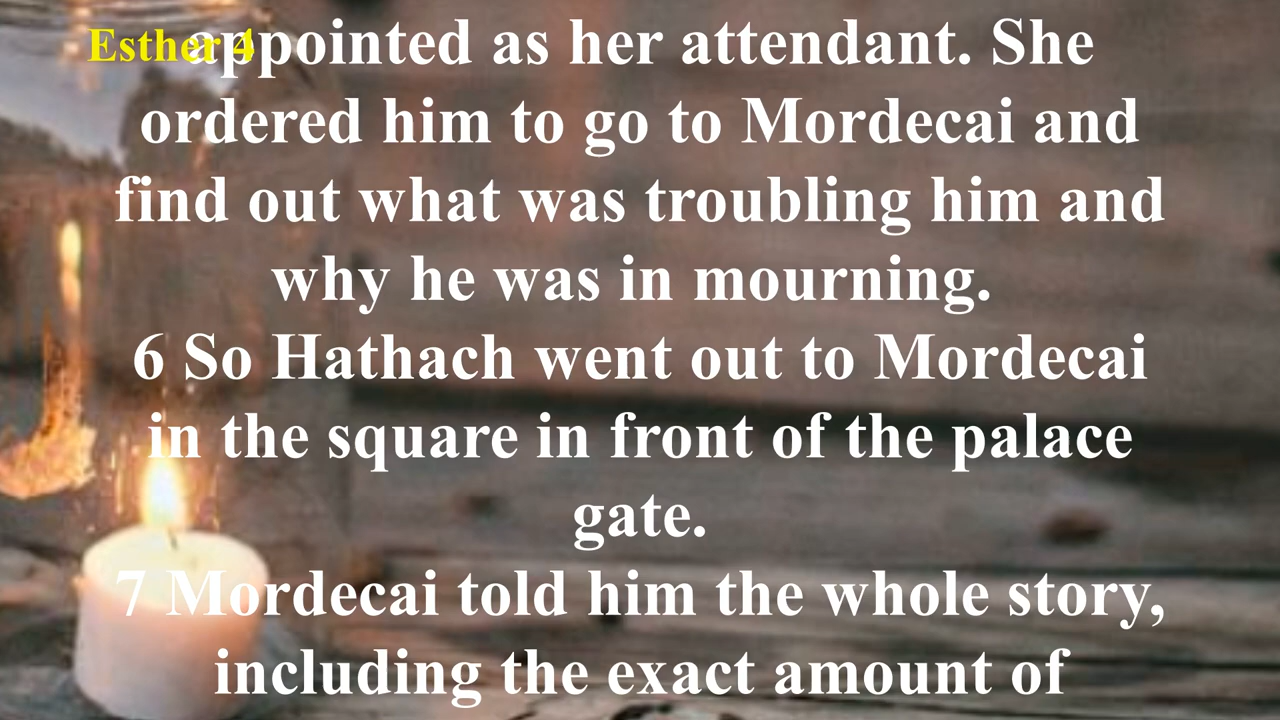 Esther 4
appointed as her attendant. She
ordered him to go to Mordecai and
find out what was troubling him and
why he was in mourning.
6 So Hathach went out to Mordecai
in the square in front of the palace
gate.
7 Mordecai told him the whole story,
including the exact amount of